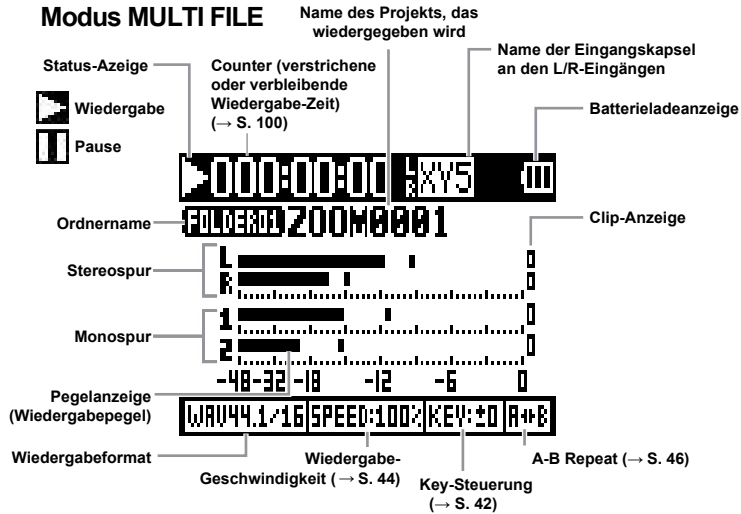 Modus MULTI FILE
Name des Projekts, das
wiedergegeben wird
Status-Azeige
Counter (verstrichene
oder verbleibende
Wiedergabe-Zeit)
(→ S. 100)
Name der Eingangskapsel
an den L/R-Eingängen
Wiedergabe
Batterieladeanzeige
Pause
000:00:00 L R XY5
Ordnername
FOLDER01 ZOOM0001
Clip-Anzeige
Stereospur
L 0
R
Monospur
1 0
2
-48 -32 -18 -12 -6 0
Pegelanzeige
(Wiedergabepegel)
WAV44.1/16 SPEED:100% KEY:±0 A↔B
Wiedergabeformat
Wiedergabe-
Geschwindigkeit (→ S. 44)
Key-Steuerung
(→ S. 42)
A-B Repeat (→ S. 46)